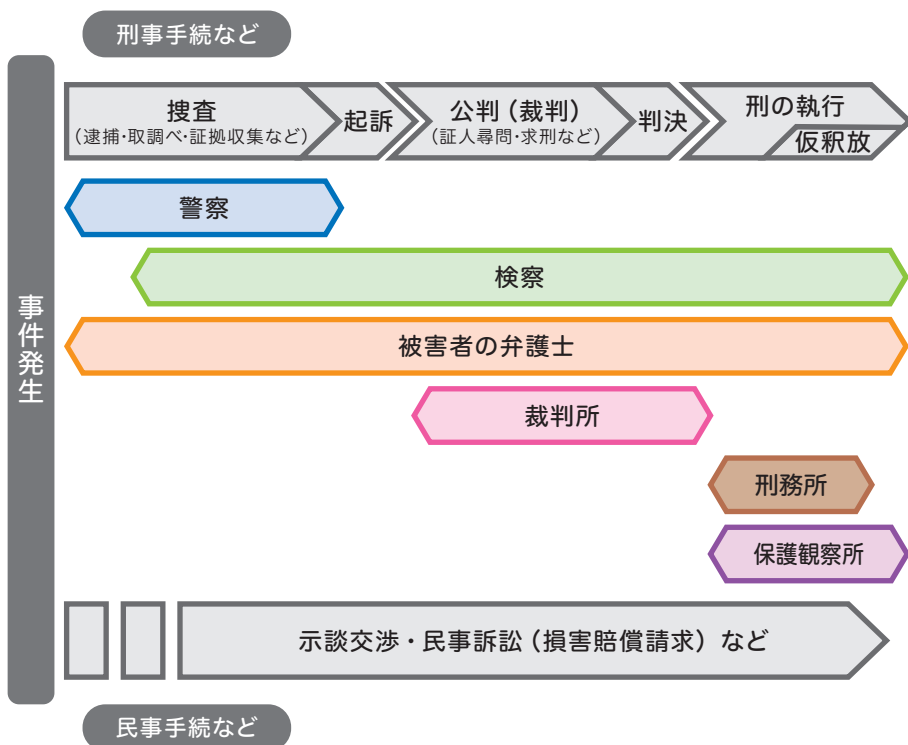 刑事手続など
事件発生
捜査
（逮捕・取調べ・証拠収集など）
起訴
公判（裁判）
（証人尋問・求刑など）
判決
刑の執行
仮釈放
警察
検察
被害者の弁護士
裁判所
刑務所
保護観察所
示談交渉・民事訴訟（損害賠償請求）など
民事手続など